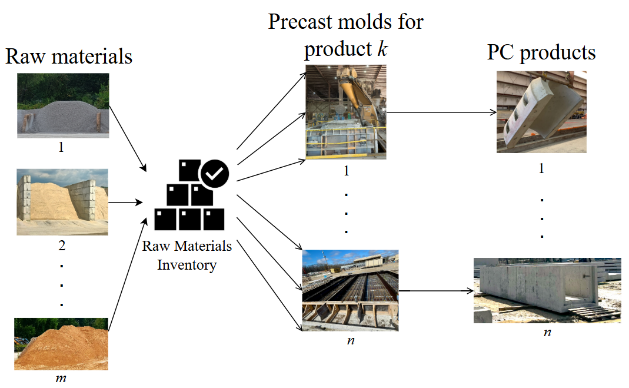 Raw materials
Precast molds for
product k
PC products
1
2
.
.
.
m
Raw Materials
Inventory
1
.
.
.
n
1
.
.
.
n